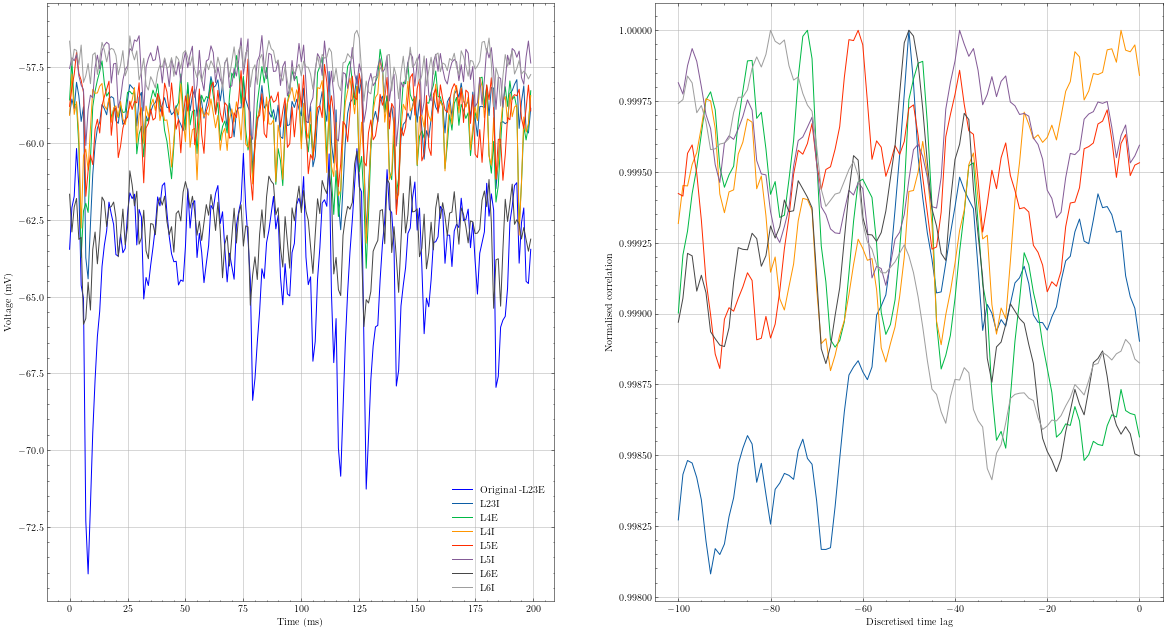 −57.5
−60.0
−62.5
−65.0
−67.5
−70.0
−72.5
Voltage (mV)
0
25
50
75
100
125
150
175
200
Time (ms)
Original -L23E
L23I
L4E
L4I
L5E
L5I
L6E
L6I
1.00000
0.99975
0.99950
0.99925
0.99900
0.99875
0.99850
0.99825
0.99800
Normalised correlation
−100
−80
−60
−40
−20
0
Discretised time lag